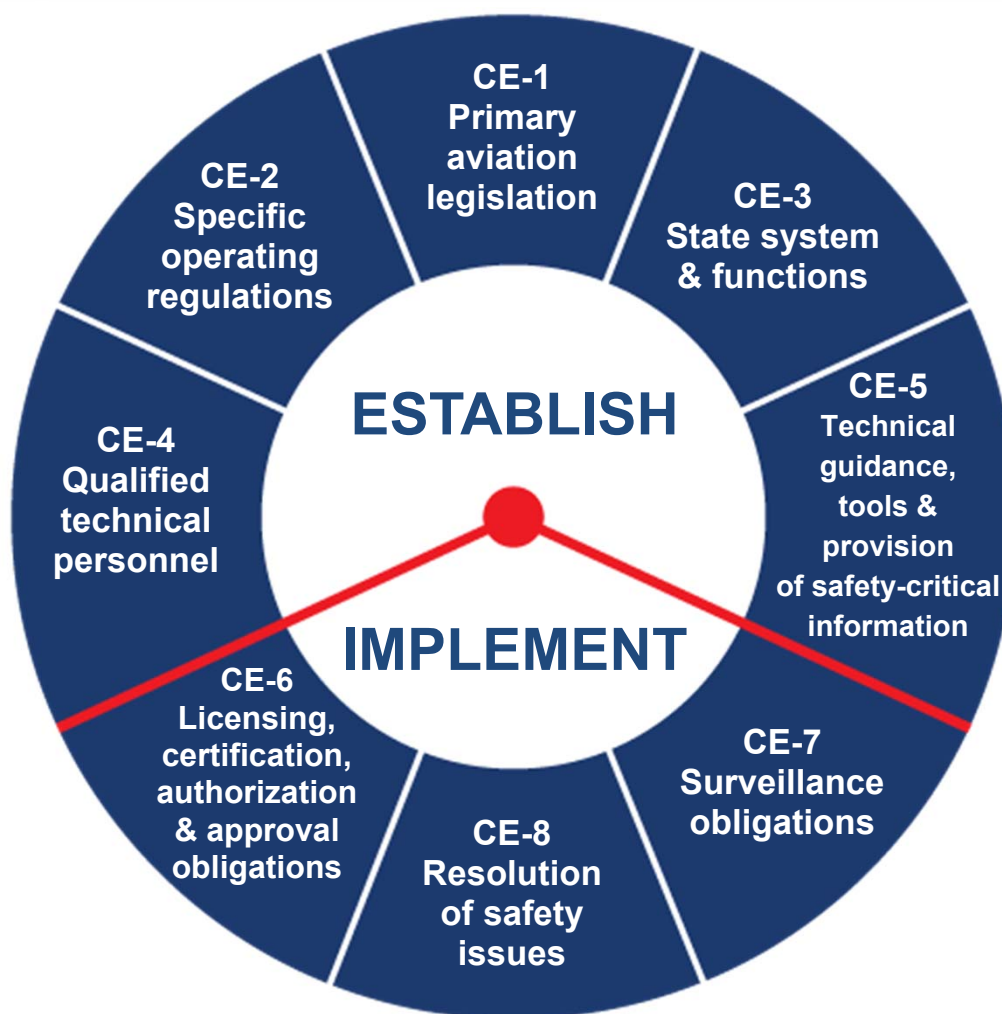 CE-1
Primary
aviation
legislation
CE-2
Specific
operating
regulations
CE-3
State system
& functions
CE-4
Qualified
technical
personnel
ESTABLISH
CE-5
Technical
guidance,
tools &
provision
of safety-critical
information
IMPLEMENT
CE-6
Licensing,
certification,
authorization
& approval
obligations
CE-8
Resolution
of safety
issues
CE-7
Surveillance
obligations